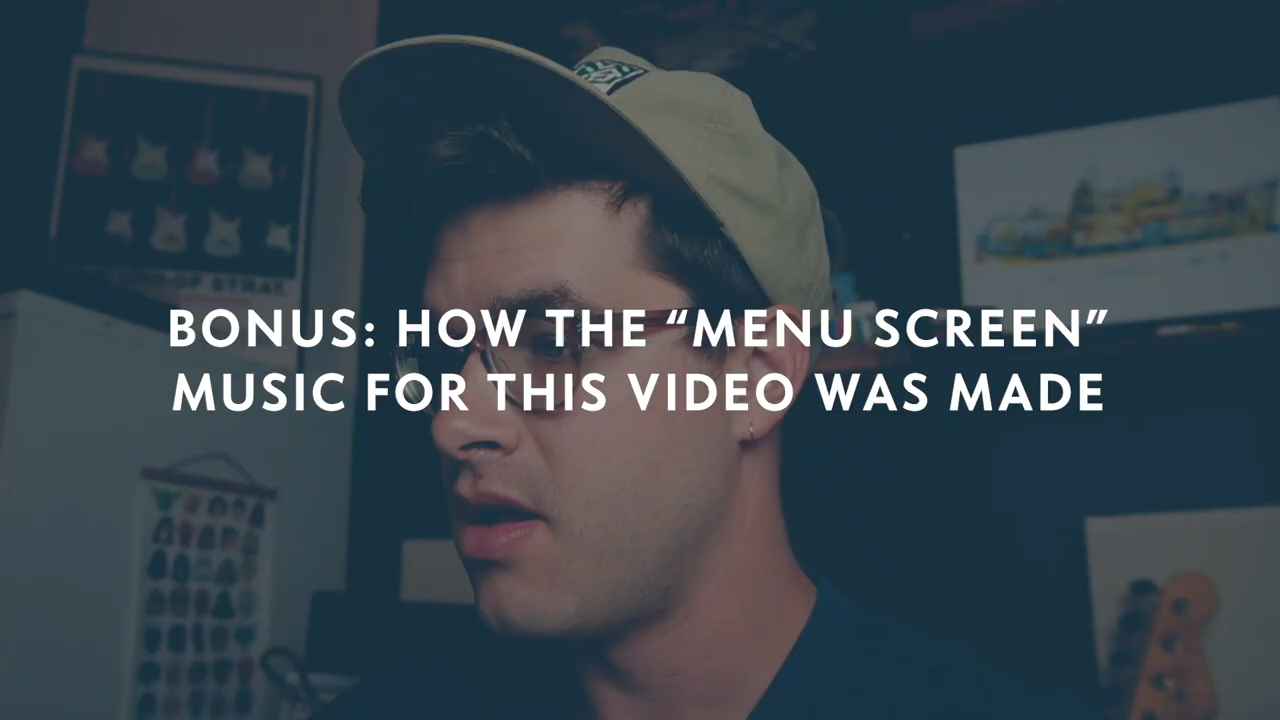 BONUS: HOW THE “MENU SCREEN”
MUSIC FOR THIS VIDEO WAS MADE